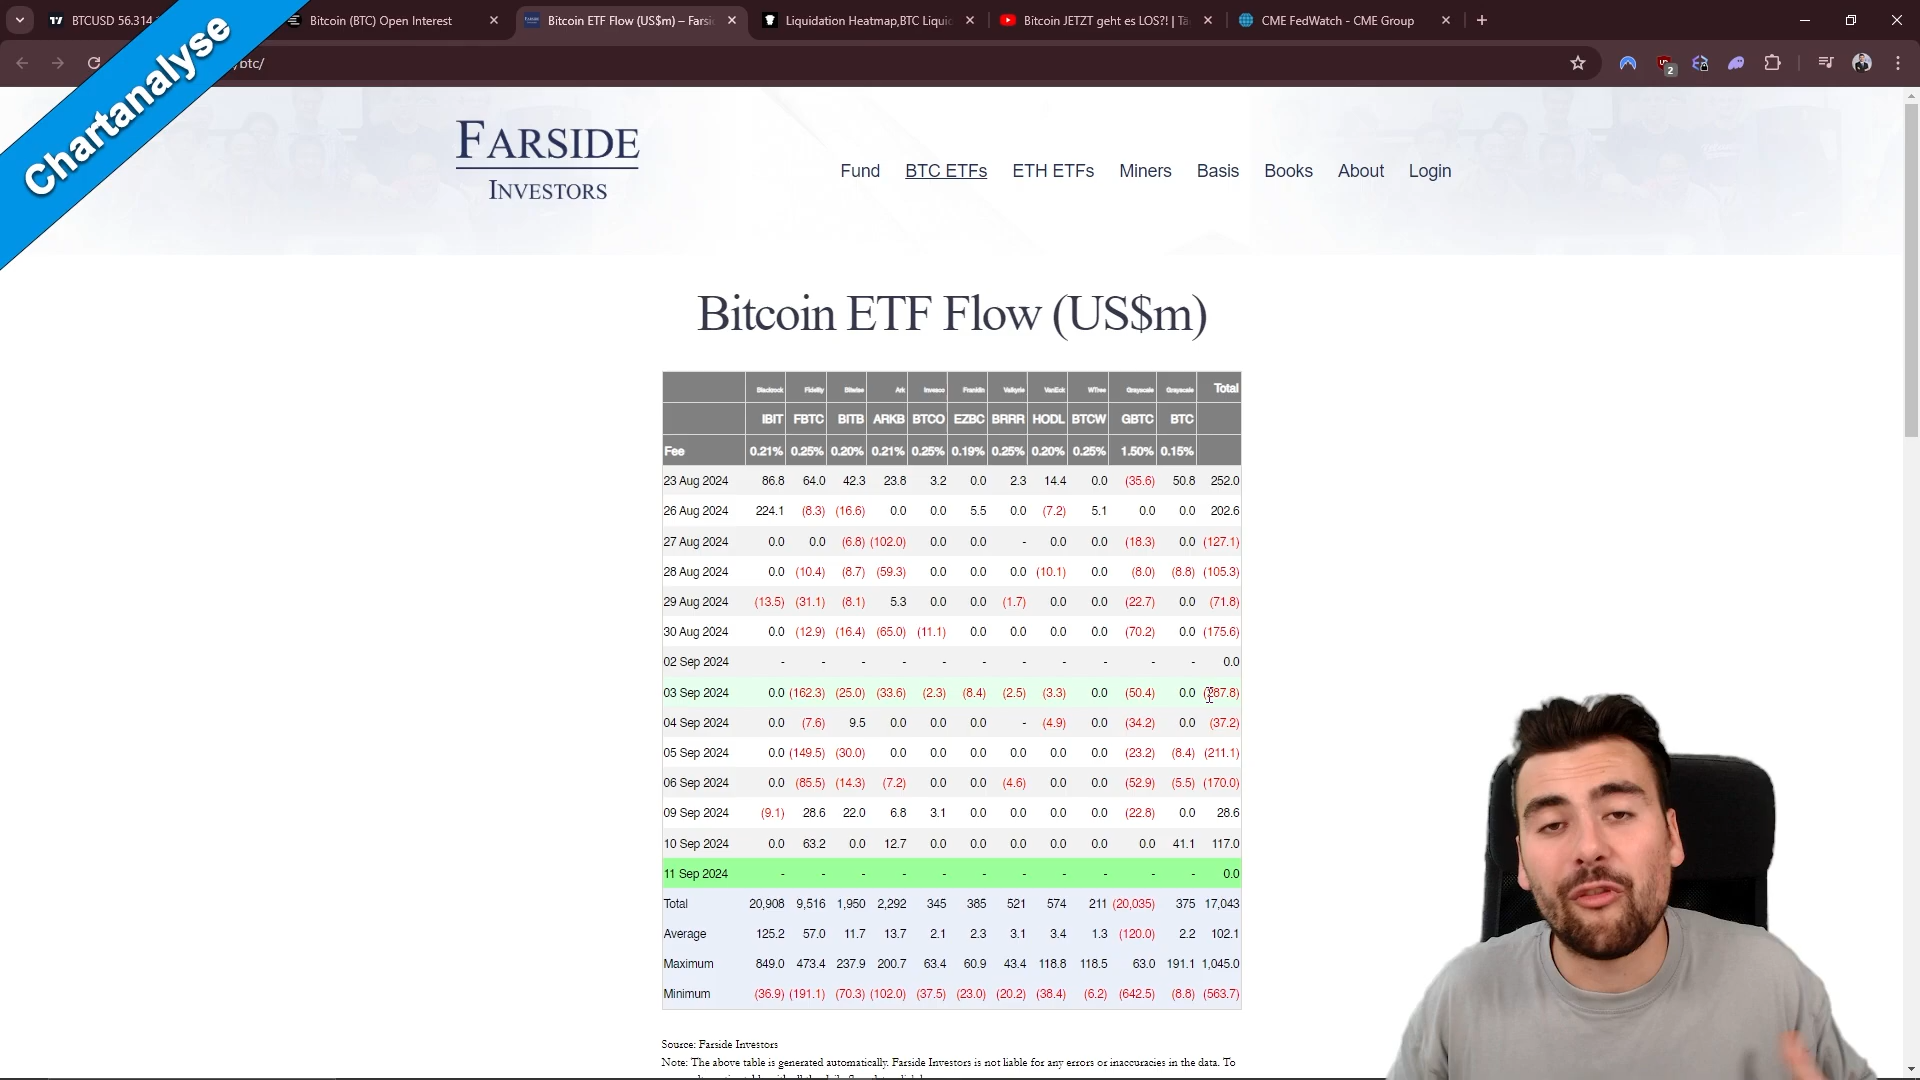 Chartanalyse
BTCUSD 56.314
Bitcoin (BTC) Open Interest
Bitcoin ETF Flow (US$m) – Farsi
Liquidation Heatmap,BTC Liqui
Bitcoin JETZT geht es LOS?! | Tä
CME FedWatch - CME Group
/btc/
2
FARSIDE
INVESTORS
Fund BTC ETFs ETH ETFs Miners Basis Books About Login
Bitcoin ETF Flow (US$m)
Blackrock Fidelity Bitwise Ark Invesco Franklin Valkyrie VanEck WTree Grayscale Grayscale Total
IBIT FBTC BITB ARKB BTCO EZBC BRRR HODL BTCW GBTC BTC
Fee 0.21% 0.25% 0.20% 0.21% 0.25% 0.19% 0.25% 0.20% 0.25% 1.50% 0.15%
23 Aug 2024 86.8 64.0 42.3 23.8 3.2 0.0 2.3 14.4 0.0 (35.6) 50.8 252.0
26 Aug 2024 224.1 (8.3) (16.6) 0.0 0.0 5.5 0.0 (7.2) 5.1 0.0 0.0 202.6
27 Aug 2024 0.0 0.0 (6.8) (102.0) 0.0 0.0 - 0.0 0.0 (18.3) 0.0 (127.1)
28 Aug 2024 0.0 (10.4) (8.7) (59.3) 0.0 0.0 0.0 (10.1) 0.0 (8.0) (8.8) (105.3)
29 Aug 2024 (13.5) (31.1) (8.1) 5.3 0.0 0.0 (1.7) 0.0 0.0 (22.7) 0.0 (71.8)
30 Aug 2024 0.0 (12.9) (16.4) (65.0) (11.1) 0.0 0.0 0.0 0.0 (70.2) 0.0 (175.6)
02 Sep 2024 - - - - - - - - - - - 0.0
03 Sep 2024 0.0 (162.3) (25.0) (33.6) (2.3) (8.4) (2.5) (3.3) 0.0 (50.4) 0.0 (287.8)
04 Sep 2024 0.0 (7.6) 9.5 0.0 0.0 0.0 - (4.9) 0.0 (34.2) 0.0 (37.2)
05 Sep 2024 0.0 (149.5) (30.0) 0.0 0.0 0.0 0.0 0.0 0.0 (23.2) (8.4) (211.1)
06 Sep 2024 0.0 (85.5) (14.3) (7.2) 0.0 0.0 (4.6) 0.0 0.0 (52.9) (5.5) (170.0)
09 Sep 2024 (9.1) 28.6 22.0 6.8 3.1 0.0 0.0 0.0 0.0 (22.8) 0.0 28.6
10 Sep 2024 0.0 63.2 0.0 12.7 0.0 0.0 0.0 0.0 0.0 0.0 41.1 117.0
11 Sep 2024 - - - - - - - - - - - 0.0
Total 20,908 9,516 1,950 2,292 345 385 521 574 211 (20,035) 375 17,043
Average 125.2 57.0 11.7 13.7 2.1 2.3 3.1 3.4 1.3 (120.0) 2.2 102.1
Maximum 849.0 473.4 237.9 200.7 63.4 60.9 43.4 118.8 118.5 63.0 191.1 1,045.0
Minimum (36.9) (191.1) (70.3) (102.0) (37.5) (23.0) (20.2) (38.4) (6.2) (642.5) (8.8) (563.7)
Source: Farside Investors
Note: The above table is generated automatically. Farside Investors is not liable for any errors or inaccuracies in the data. To